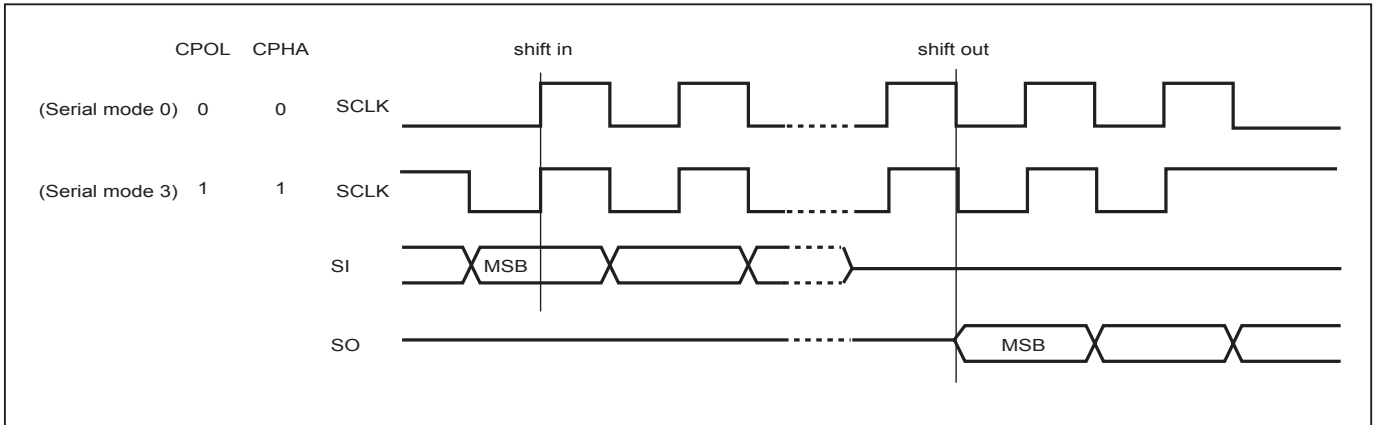 CPOL CPHA shift in shift out
(Serial mode 0) 0 0 SCLK
(Serial mode 3) 1 1 SCLK
SI MSB
SO MSB